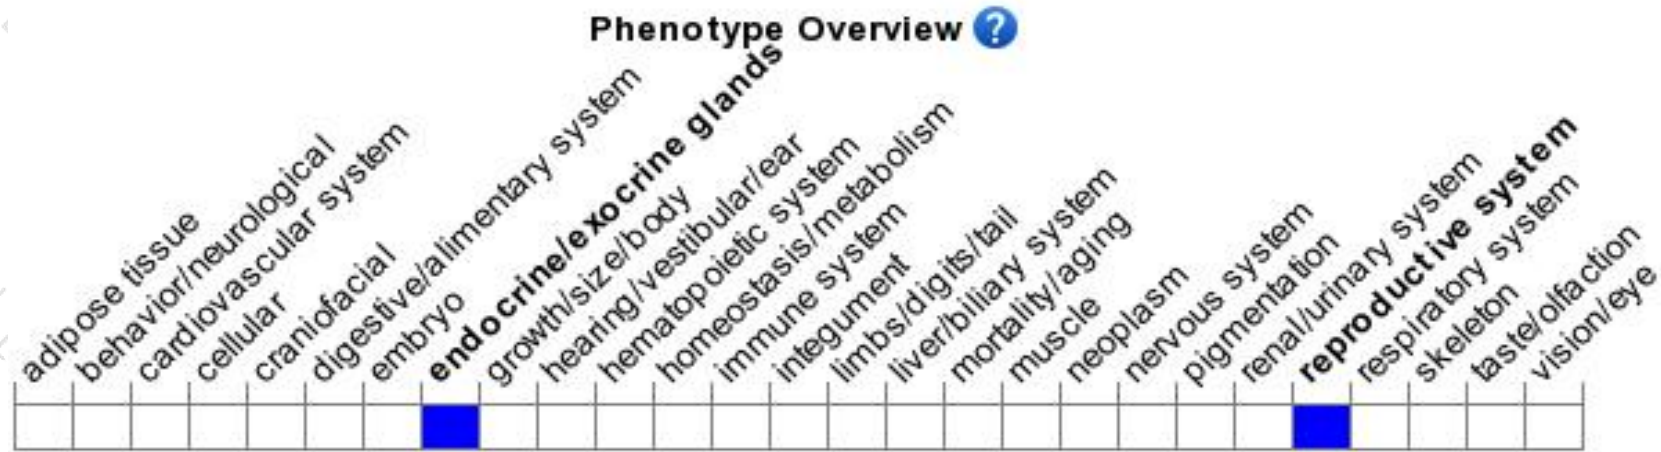 Phenotype Overview ?
adipose tissue
behavior/neurological
cardiovascular system
cellular
craniofacial
digestive/alimentary system
embryo
endocrine/exocrine glands
growth/size/body
hearing/vestibular/ear
hematopoietic system
homeostasis/metabolism
immune system
integument
limbs/digits/tail
liver/biliary system
mortality/aging
muscle
neoplasm
nervous system
pigmentation
renal/urinary system
reproductive system
respiratory system
skeleton
taste/olfaction
vision/eye